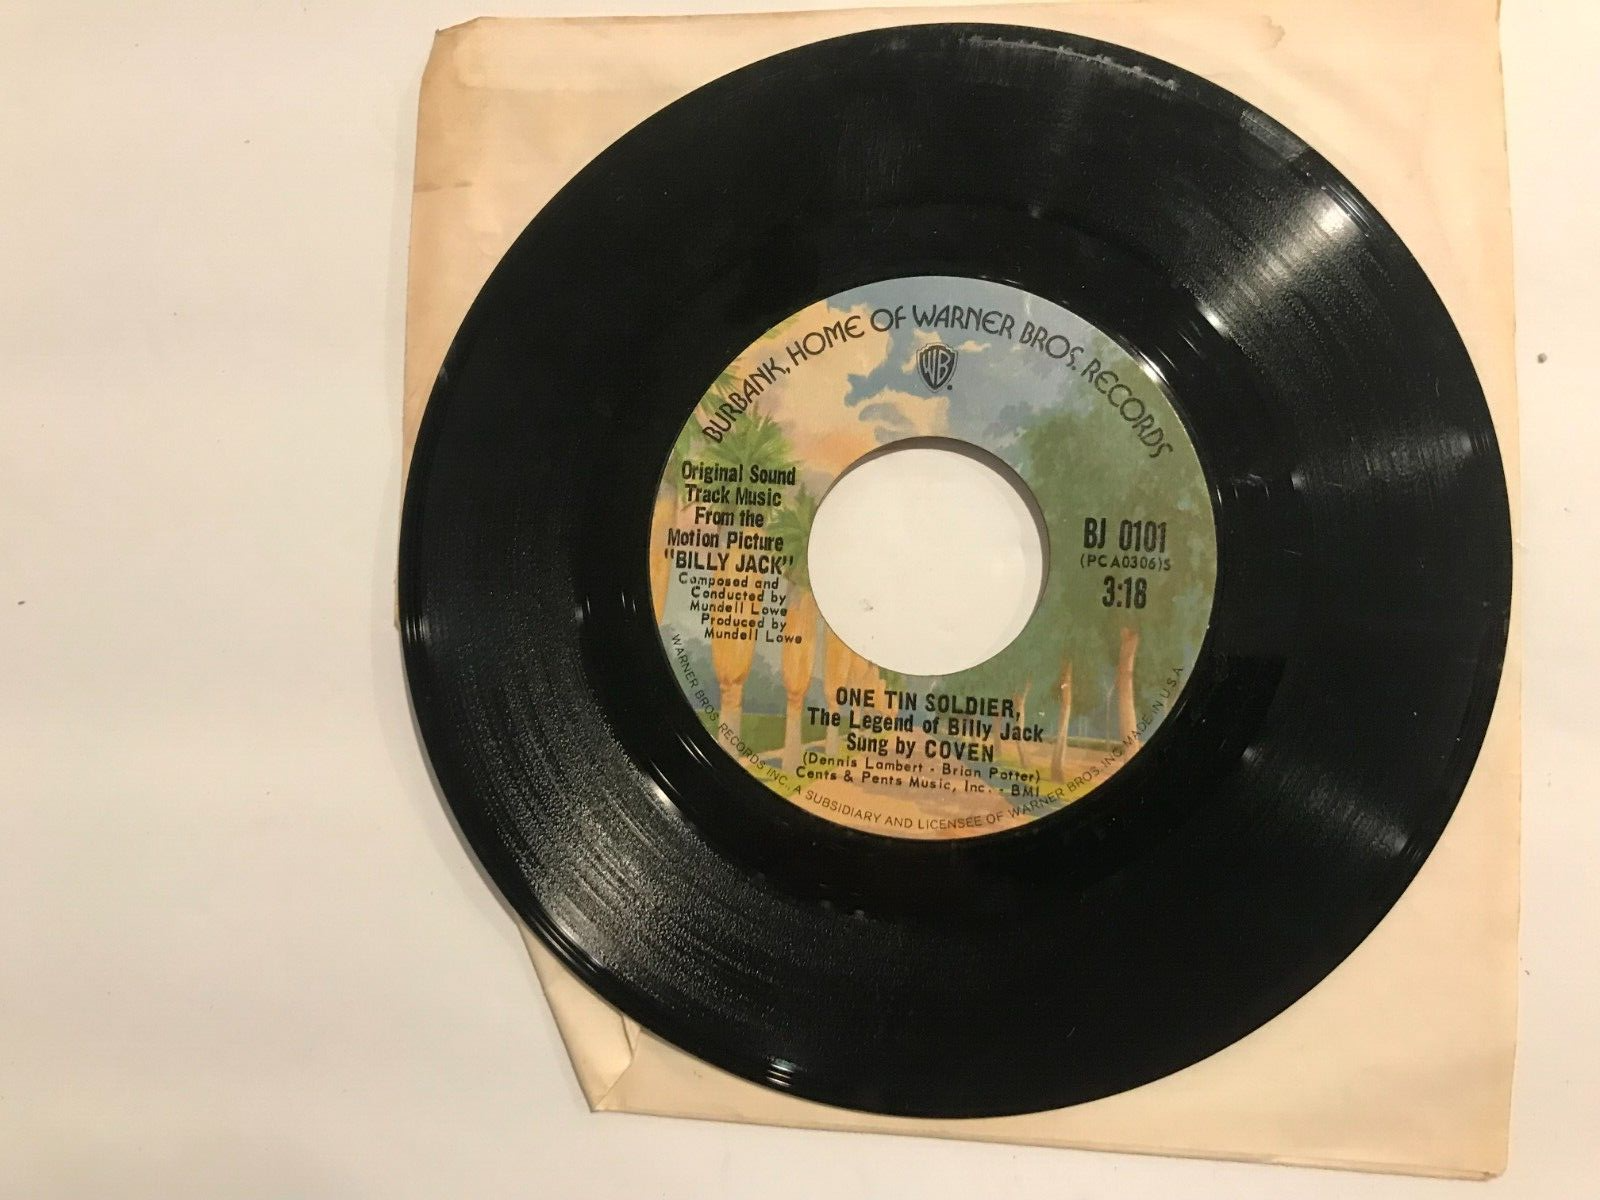 BURBANK, HOME OF WARNER BROS. RECORDS
WB
Original Sound
Track Music
From the
Motion Picture
"BILLY JACK"
Composed and
Conducted by
Mundell Lowe
Produced by
Mundell Lowe
BJ 0101
(PCA0306)S
3:18
ONE TIN SOLDIER,
The Legend of Billy Jack
Sung by COVEN
(Dennis Lambert - Brian Potter)
Cents & Pents Music, Inc. - BMI
WARNER BROS. RECORDS INC., A SUBSIDIARY AND LICENSEE OF WARNER BROS. INC. MADE IN U.S.A